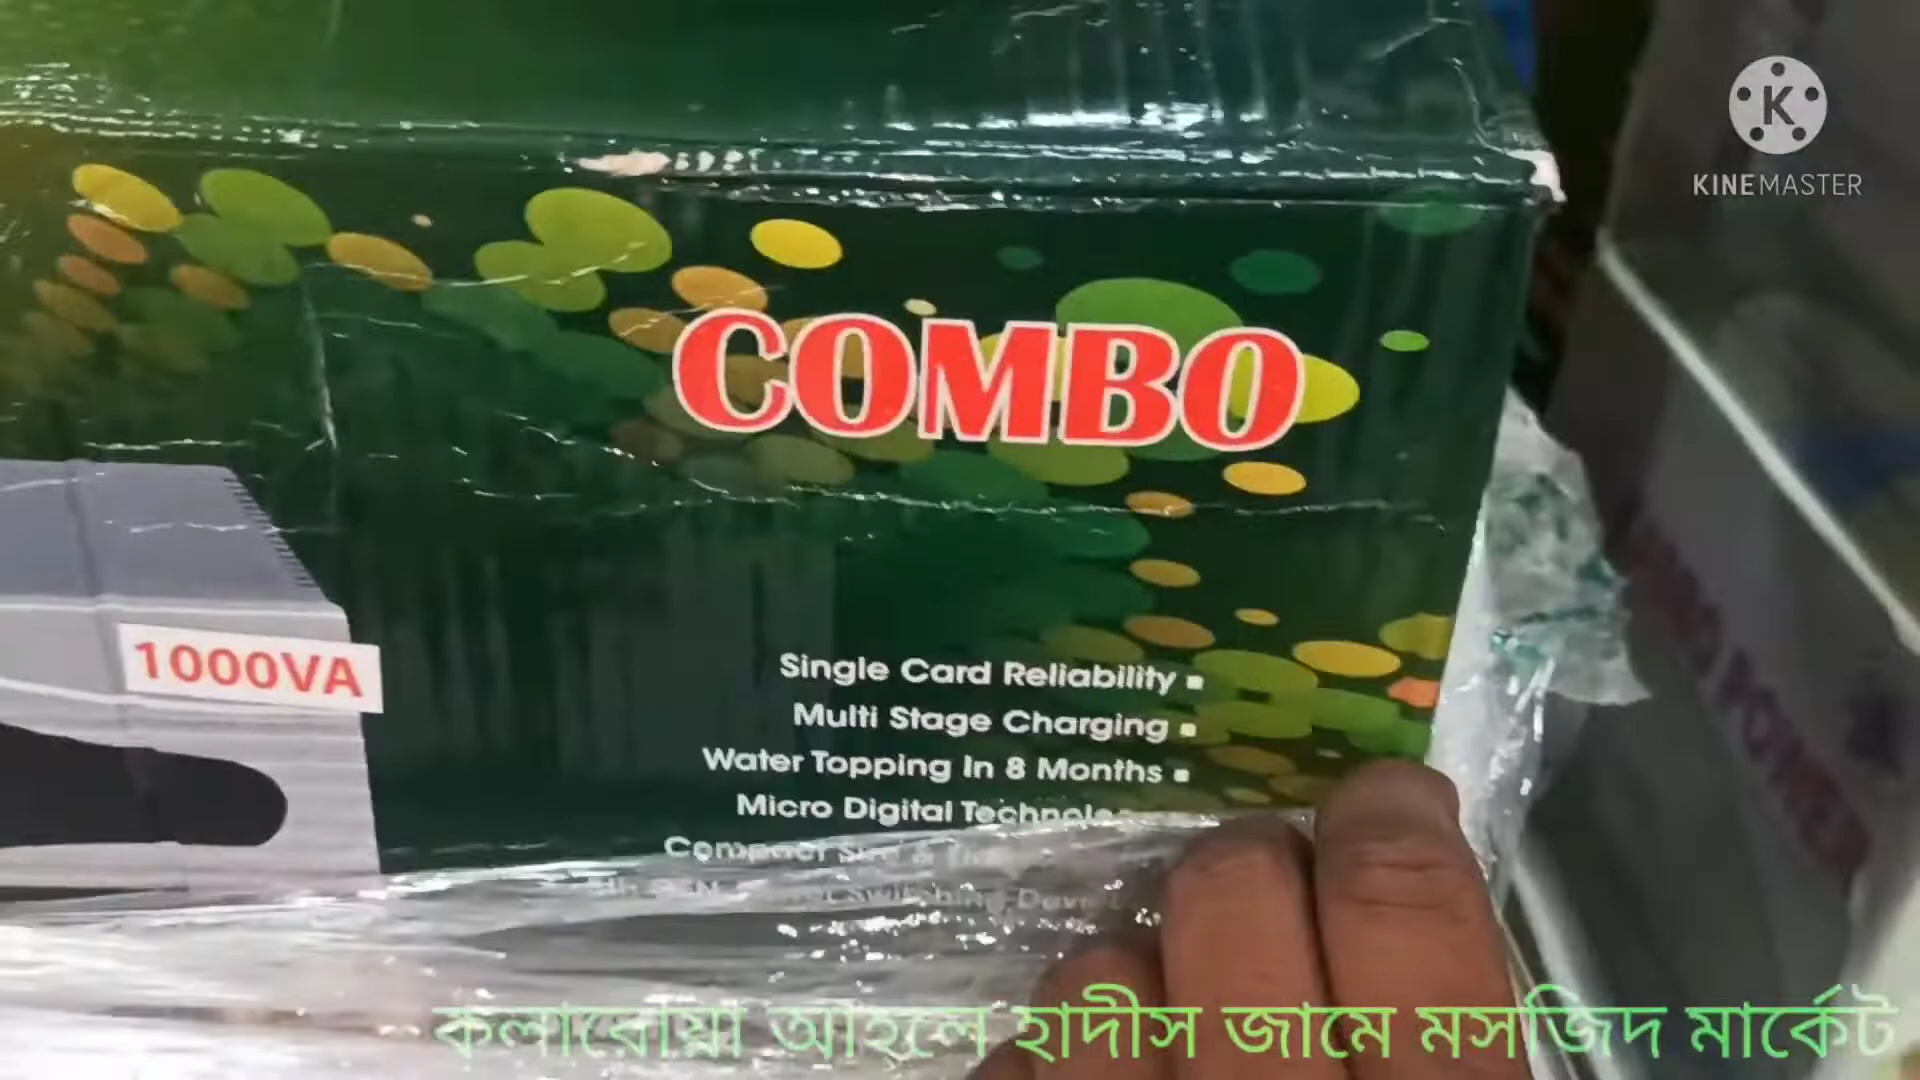 KINEMASTER
COMBO
1000VA
Single Card Reliability
Multi Stage Charging
Water Topping In 8 Months
Micro Digital
Compact
কলারোয়া আহলে হাদীস জামে মসজিদ মার্কেট